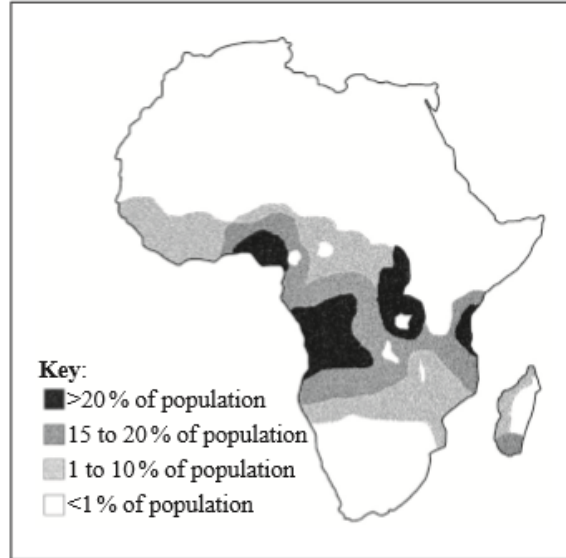 Key:
>20% of population
15 to 20% of population
1 to 10% of population
<1% of population